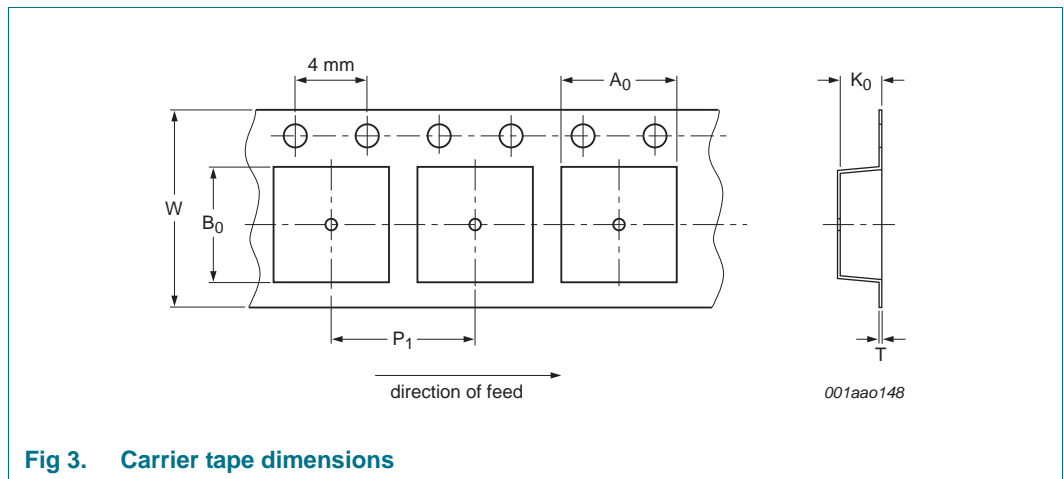 4 mm
A0
K0
W
B0
P1
T
direction of feed
001aao148
Fig 3. Carrier tape dimensions